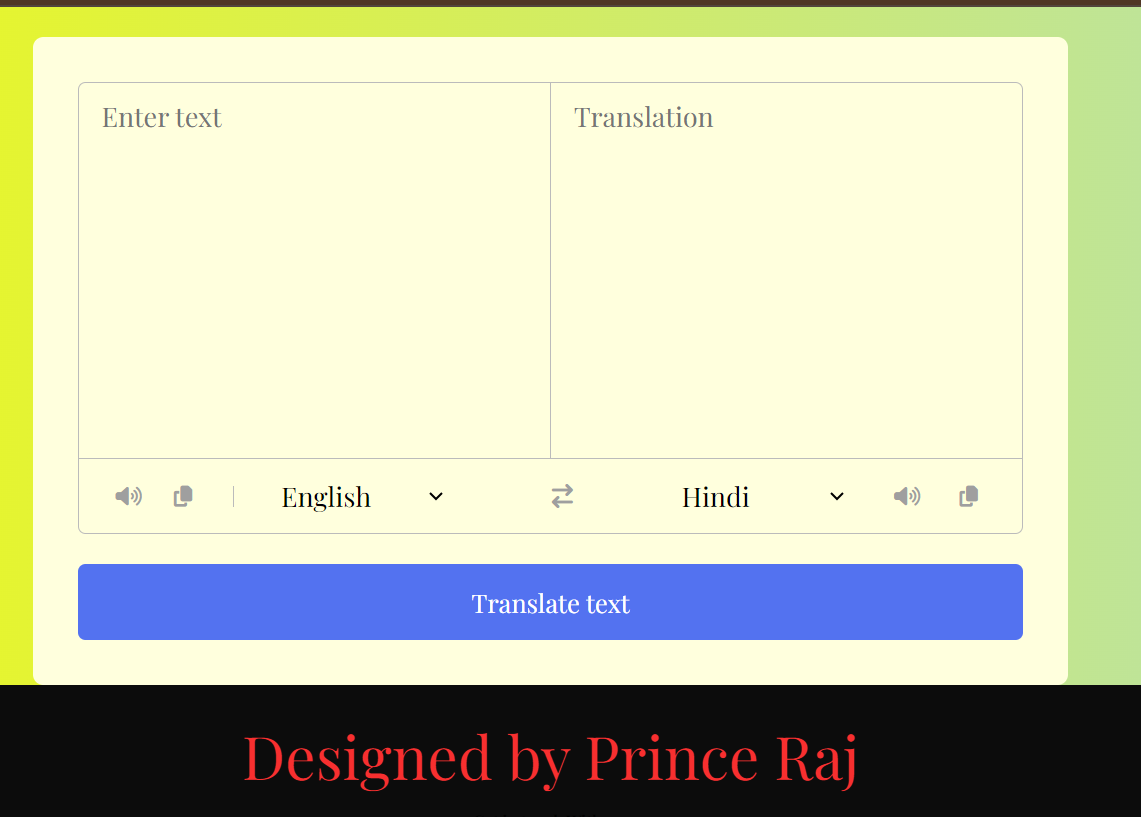 Enter text
Translation
English
Hindi
Translate text
Designed by Prince Raj